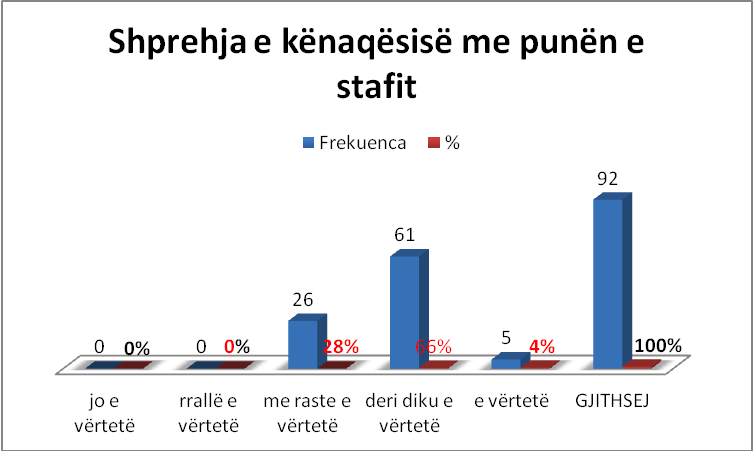 Shprehja e kënaqësisë me punën e
stafit
Frekuenca %
92
61
26
5
0 0% 0 0% 28% 66% 4% 100%
jo e rrallë e me raste e deri diku e e vërtetë GJITHSEJ
vërtetë vërtetë vërtetë vërtetë